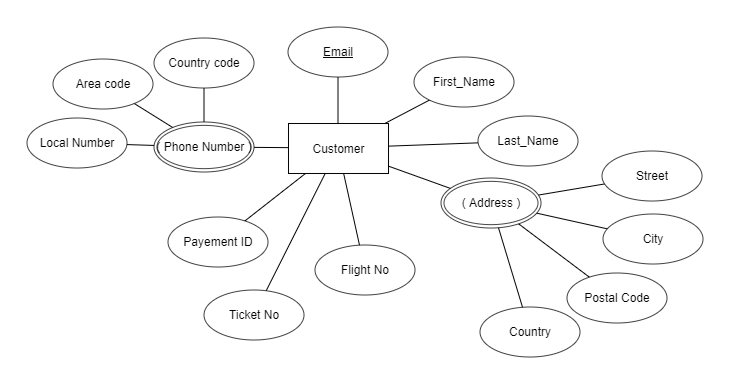 Email
Country code
Area code
First_Name
Local Number
Phone Number
Customer
Last_Name
Street
( Address )
City
Payement ID
Flight No
Postal Code
Ticket No
Country